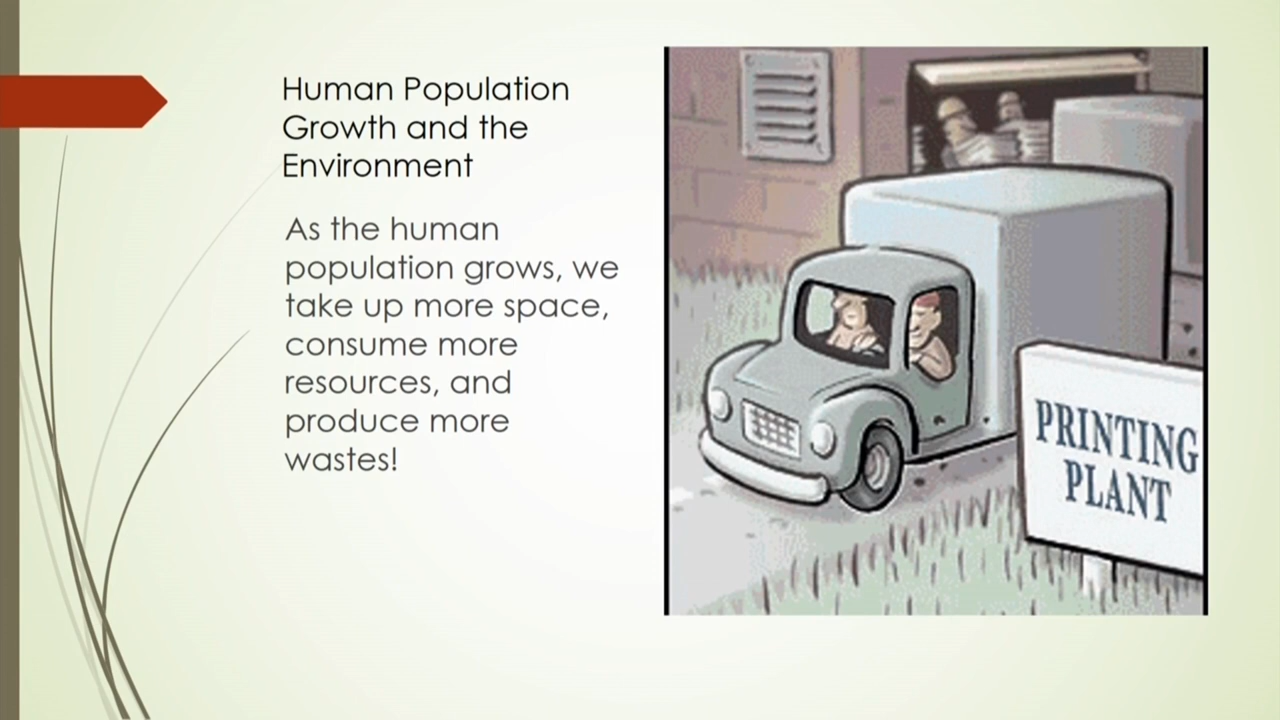 Human Population
Growth and the
Environment
As the human
population grows, we
take up more space,
consume more
resources, and
produce more
wastes!
PRINTING
PLANT